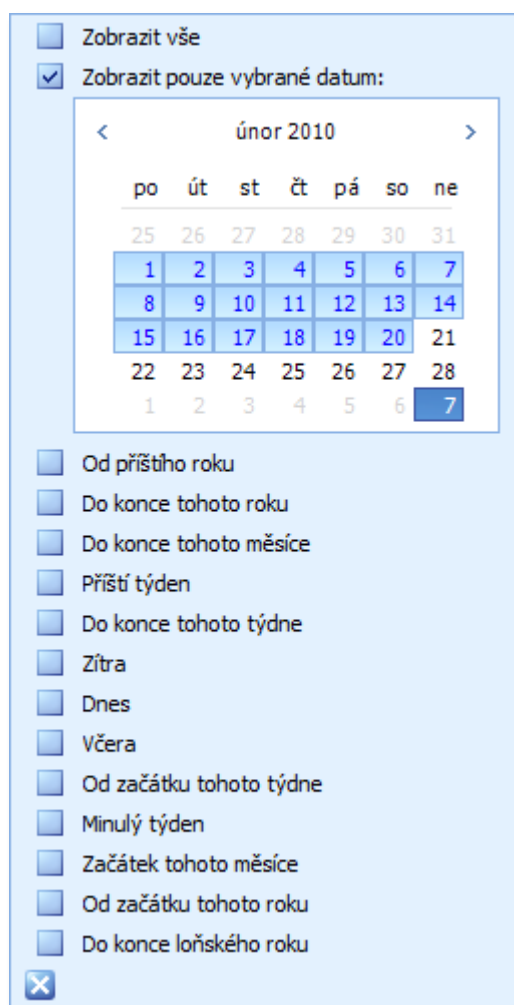 Zobrazit vše
Zobrazit pouze vybrané datum:
< únor 2010 >
po út st čt pá so ne
25 26 27 28 29 30 31
1 2 3 4 5 6 7
8 9 10 11 12 13 14
15 16 17 18 19 20 21
22 23 24 25 26 27 28
1 2 3 4 5 6 7
Od příštího roku
Do konce tohoto roku
Do konce tohoto měsíce
Příští týden
Do konce tohoto týdne
Zítra
Dnes
Včera
Od začátku tohoto týdne
Minulý týden
Začátek tohoto měsíce
Od začátku tohoto roku
Do konce loňského roku